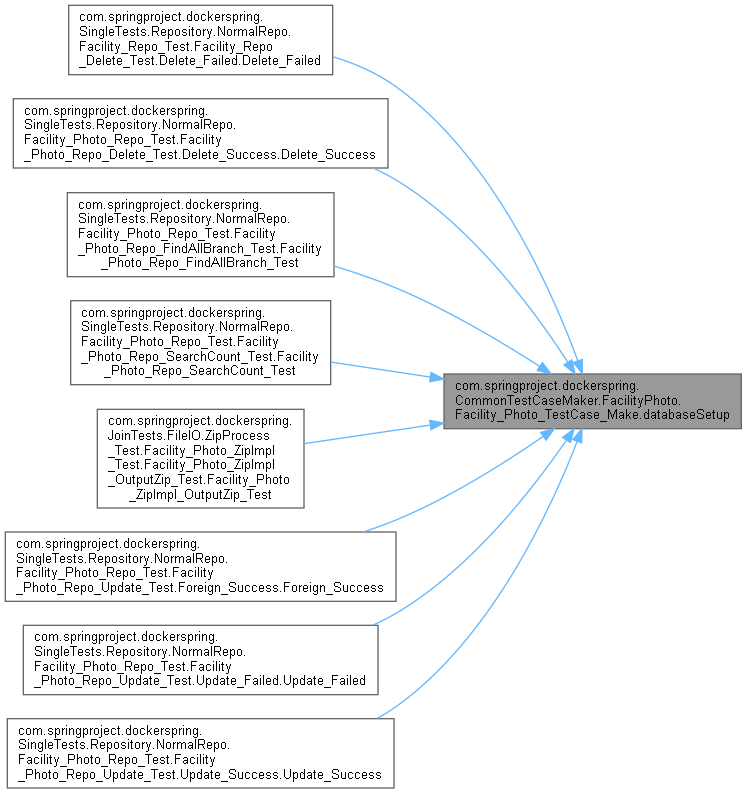 com.springproject.dockerspring.
SingleTests.Repository.NormalRepo.
Facility_Repo_Test.Facility_Repo
_Delete_Test.Delete_Failed.Delete_Failed
com.springproject.dockerspring.
SingleTests.Repository.NormalRepo.
Facility_Photo_Repo_Test.Facility
_Photo_Repo_Delete_Test.Delete_Success.Delete_Success
com.springproject.dockerspring.
SingleTests.Repository.NormalRepo.
Facility_Photo_Repo_Test.Facility
_Photo_Repo_FindAllBranch_Test.Facility
_Photo_Repo_FindAllBranch_Test
com.springproject.dockerspring.
SingleTests.Repository.NormalRepo.
Facility_Photo_Repo_Test.Facility
_Photo_Repo_SearchCount_Test.Facility
_Photo_Repo_SearchCount_Test
com.springproject.dockerspring.
CommonTestCaseMaker.FacilityPhoto.
Facility_Photo_TestCase_Make.databaseSetup
com.springproject.dockerspring.
JoinTests.FileIO.ZipProcess
_Test.Facility_Photo_ZipImpl
_Test.Facility_Photo_ZipImpl
_OutputZip_Test.Facility_Photo
_ZipImpl_OutputZip_Test
com.springproject.dockerspring.
SingleTests.Repository.NormalRepo.
Facility_Photo_Repo_Test.Facility
_Photo_Repo_Update_Test.Foreign_Success.Foreign_Success
com.springproject.dockerspring.
SingleTests.Repository.NormalRepo.
Facility_Photo_Repo_Test.Facility
_Photo_Repo_Update_Test.Update_Failed.Update_Failed
com.springproject.dockerspring.
SingleTests.Repository.NormalRepo.
Facility_Photo_Repo_Test.Facility
_Photo_Repo_Update_Test.Update_Success.Update_Success